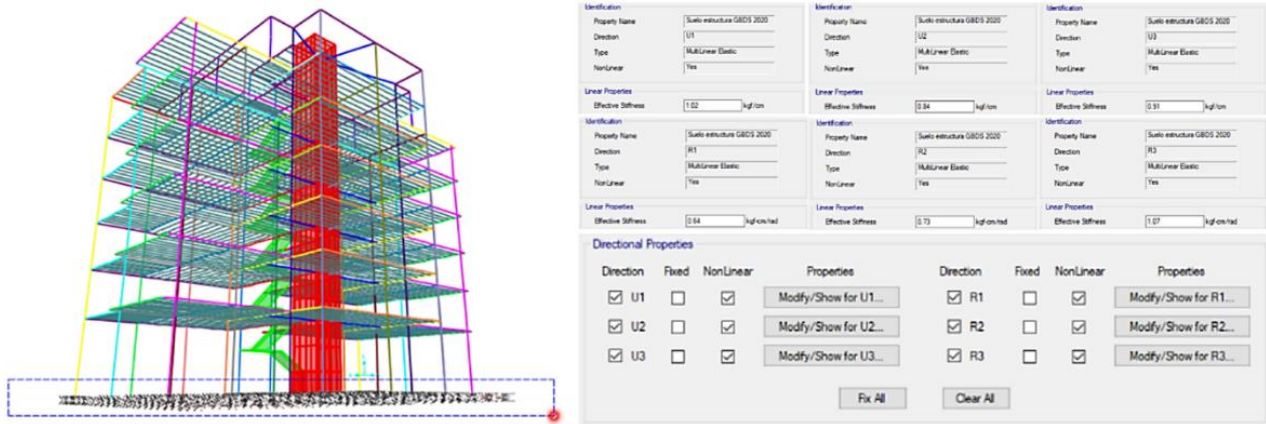 Identification
Property Name Suelo estructura GBDS 2020
Direction U1
Type MultiLinear Elastic
NonLinear Yes
Linear Properties
Effective Stiffness 1.02 kgf/cm
Identification
Property Name Suelo estructura GBDS 2020
Direction U2
Type MultiLinear Elastic
NonLinear Yes
Linear Properties
Effective Stiffness 0.84 kgf/cm
Identification
Property Name Suelo estructura GBDS 2020
Direction U3
Type MultiLinear Elastic
NonLinear Yes
Linear Properties
Effective Stiffness 0.91 kgf/cm
Identification
Property Name Suelo estructura GBDS 2020
Direction R1
Type MultiLinear Elastic
NonLinear Yes
Linear Properties
Effective Stiffness 0.64 kgf-cm/rad
Identification
Property Name Suelo estructura GBDS 2020
Direction R2
Type MultiLinear Elastic
NonLinear Yes
Linear Properties
Effective Stiffness 0.73 kgf-cm/rad
Identification
Property Name Suelo estructura GBDS 2020
Direction R3
Type MultiLinear Elastic
NonLinear Yes
Linear Properties
Effective Stiffness 1.07 kgf-cm/rad
Directional Properties
Direction Fixed NonLinear Properties Direction Fixed NonLinear Properties
U1 Modify/Show for U1... R1 Modify/Show for R1...
U2 Modify/Show for U2... R2 Modify/Show for R2...
U3 Modify/Show for U3... R3 Modify/Show for R3...
Fix All Clear All